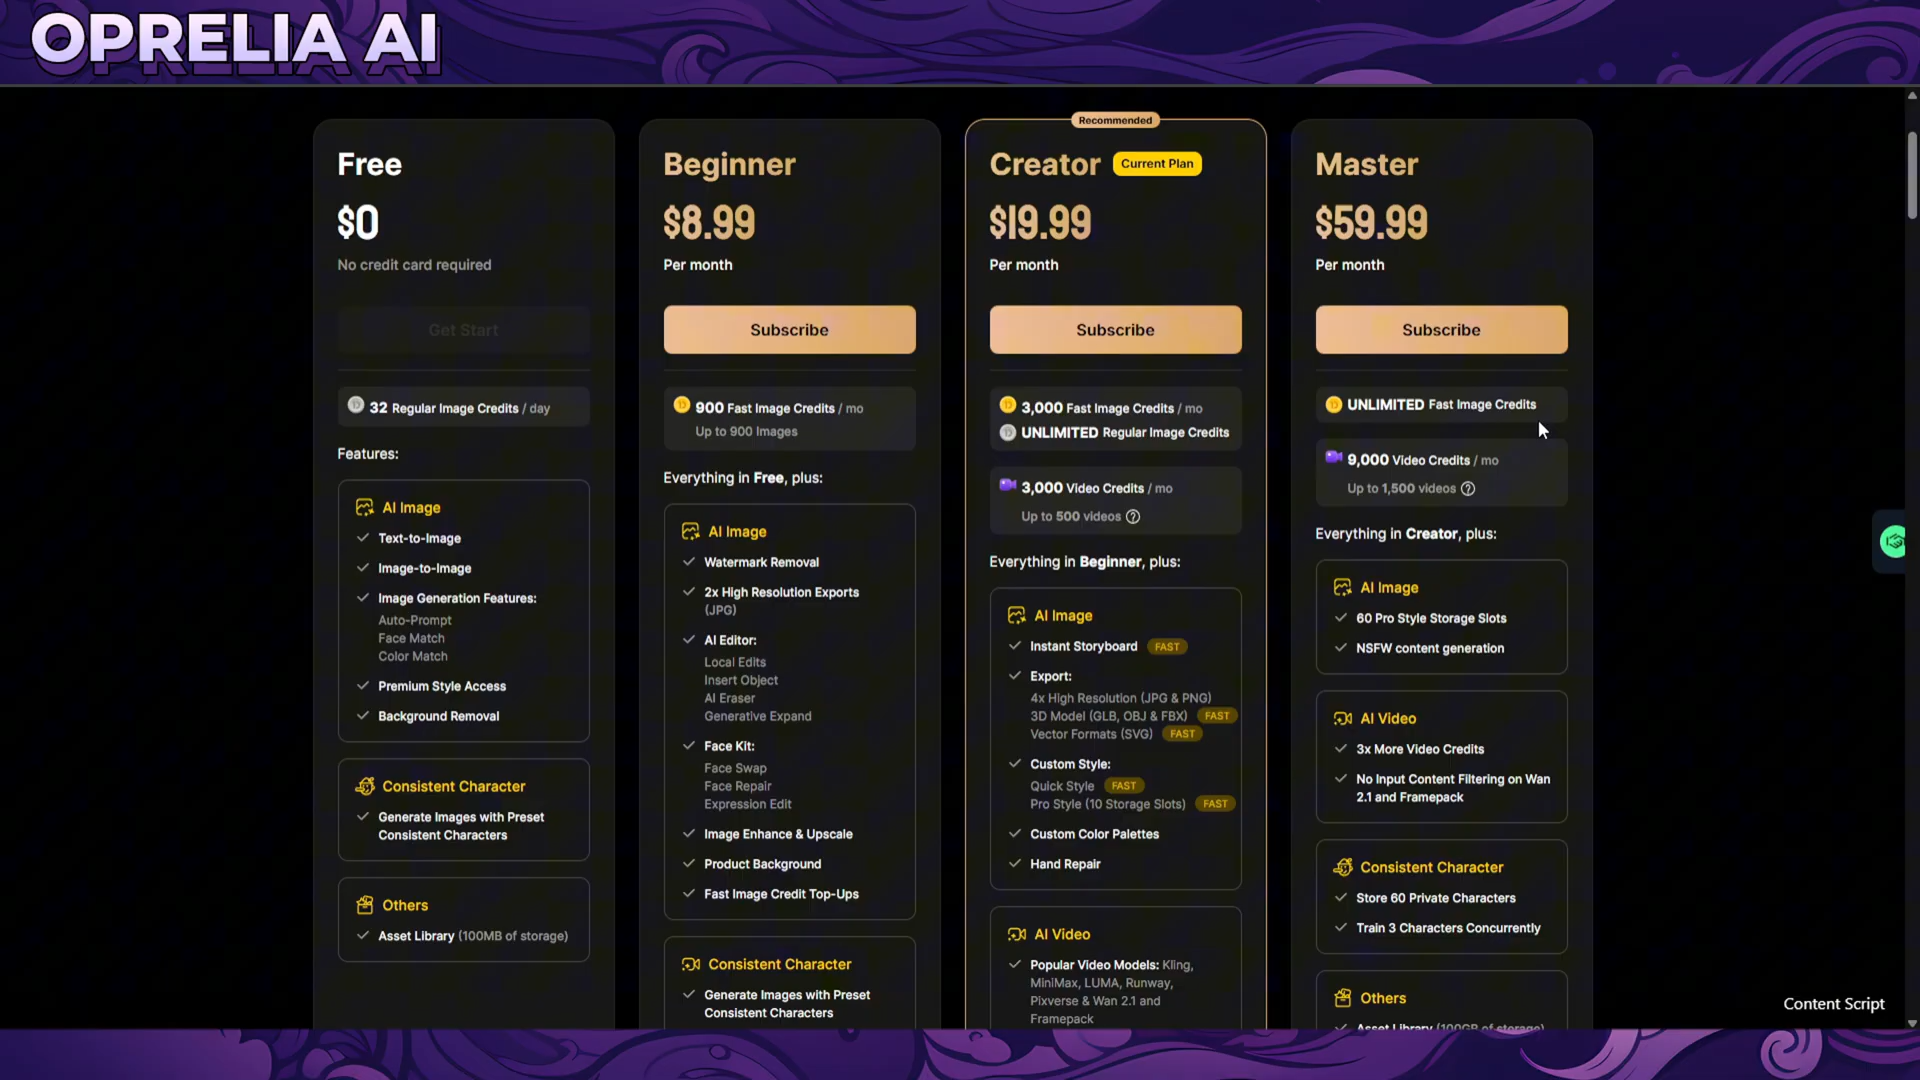 OPRELIA AI
Free
$0
No credit card required
Get Start
32 Regular Image Credits / day
Features:
AI Image
Text-to-Image
Image-to-Image
Image Generation Features:
Auto-Prompt
Face Match
Color Match
Premium Style Access
Background Removal
Consistent Character
Generate Images with Preset
Consistent Characters
Others
Asset Library (100MB of storage)
Beginner
$8.99
Per month
Subscribe
900 Fast Image Credits / mo
Up to 900 Images
Everything in Free, plus:
AI Image
Watermark Removal
2x High Resolution Exports
(JPG)
AI Editor:
Local Edits
Insert Object
AI Eraser
Generative Expand
Face Kit:
Face Swap
Face Repair
Expression Edit
Image Enhance & Upscale
Product Background
Fast Image Credit Top-Ups
Consistent Character
Generate Images with Preset
Consistent Characters
Recommended
Creator Current Plan
$19.99
Per month
Subscribe
3,000 Fast Image Credits / mo
UNLIMITED Regular Image Credits
3,000 Video Credits / mo
Up to 500 videos
Everything in Beginner, plus:
AI Image
Instant Storyboard FAST
Export:
4x High Resolution (JPG & PNG)
3D Model (GLB, OBJ & FBX) FAST
Vector Formats (SVG) FAST
Custom Style:
Quick Style FAST
Pro Style (10 Storage Slots) FAST
Custom Color Palettes
Hand Repair
AI Video
Popular Video Models: Kling,
MiniMax, LUMA, Runway,
Pixverse & Wan 2.1 and
Framepack
Master
$59.99
Per month
Subscribe
UNLIMITED Fast Image Credits
9,000 Video Credits / mo
Up to 1,500 videos
Everything in Creator, plus:
AI Image
60 Pro Style Storage Slots
NSFW content generation
AI Video
3x More Video Credits
No Input Content Filtering on Wan
2.1 and Framepack
Consistent Character
Store 60 Private Characters
Train 3 Characters Concurrently
Others
Asset Library (100GB of storage)
Content Script